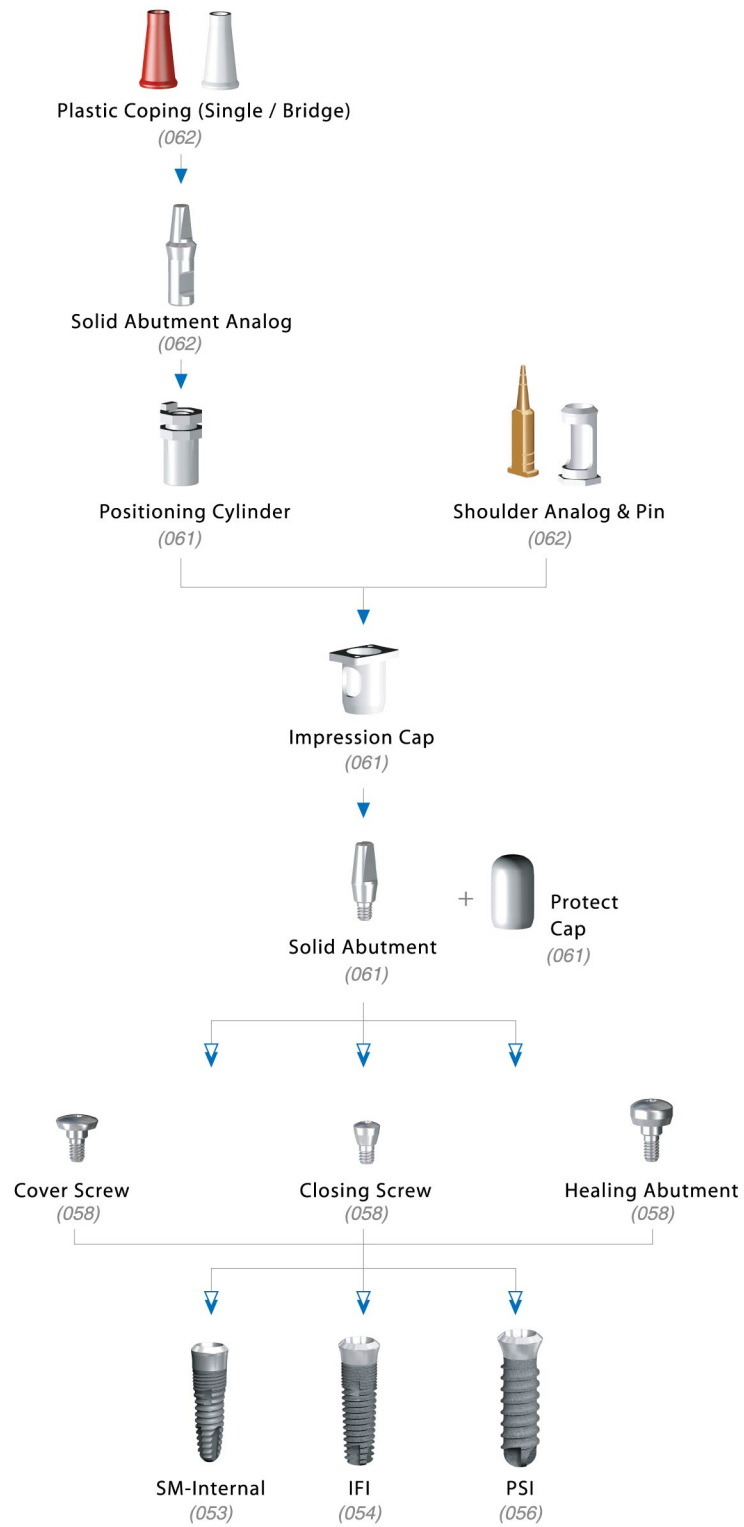 Plastic Coping (Single / Bridge)
(062)
Solid Abutment Analog
(062)
Positioning Cylinder
(061)
Shoulder Analog & Pin
(062)
Impression Cap
(061)
Solid Abutment
(061)
+
Protect
Cap
(061)
Cover Screw
(058)
Closing Screw
(058)
Healing Abutment
(058)
SM-Internal
(053)
IFI
(054)
PSI
(056)